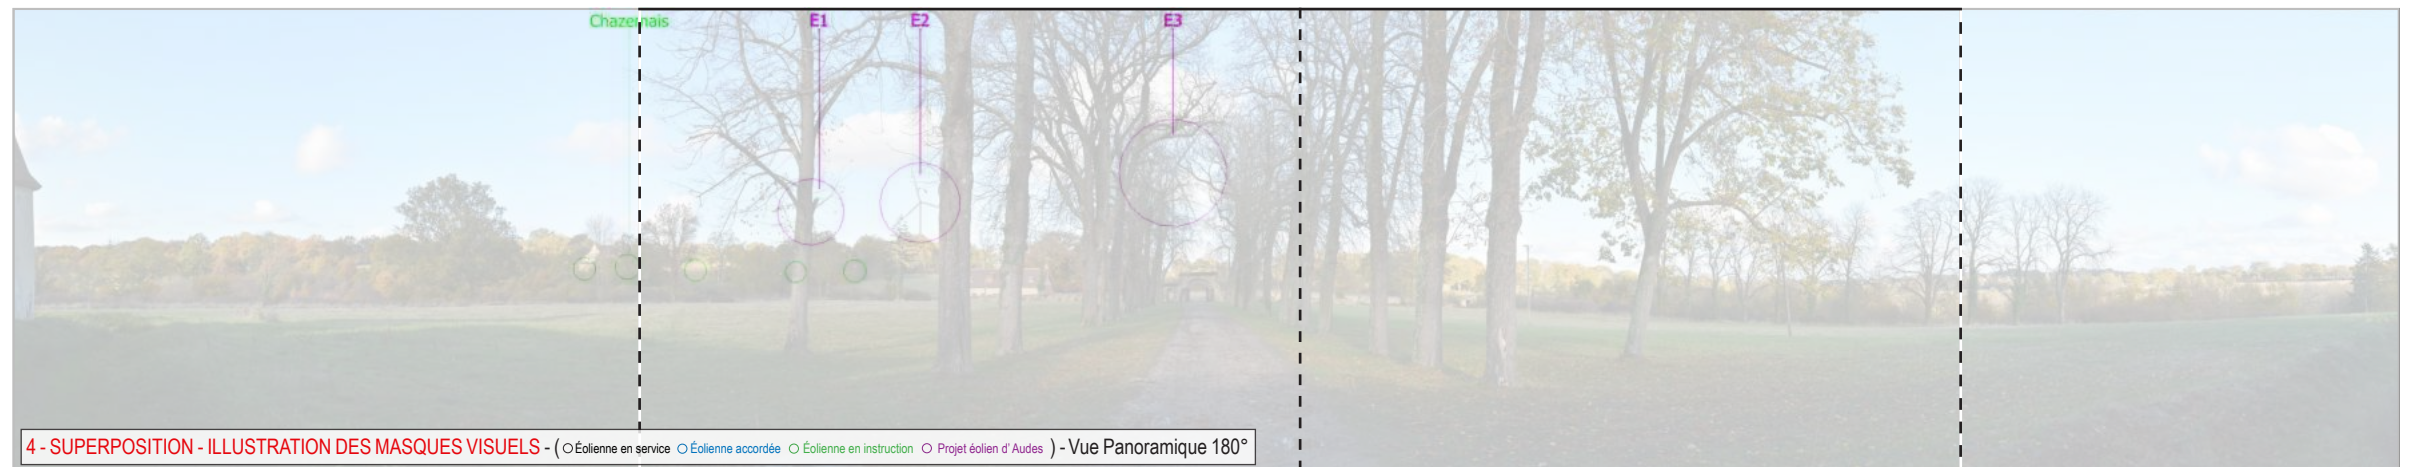 Chazemais E1 E2 E3
4 - SUPERPOSITION - ILLUSTRATION DES MASQUES VISUELS - ( Éolienne en service Éolienne accordée Éolienne en instruction Projet éolien d'Audes ) - Vue Panoramique 180°